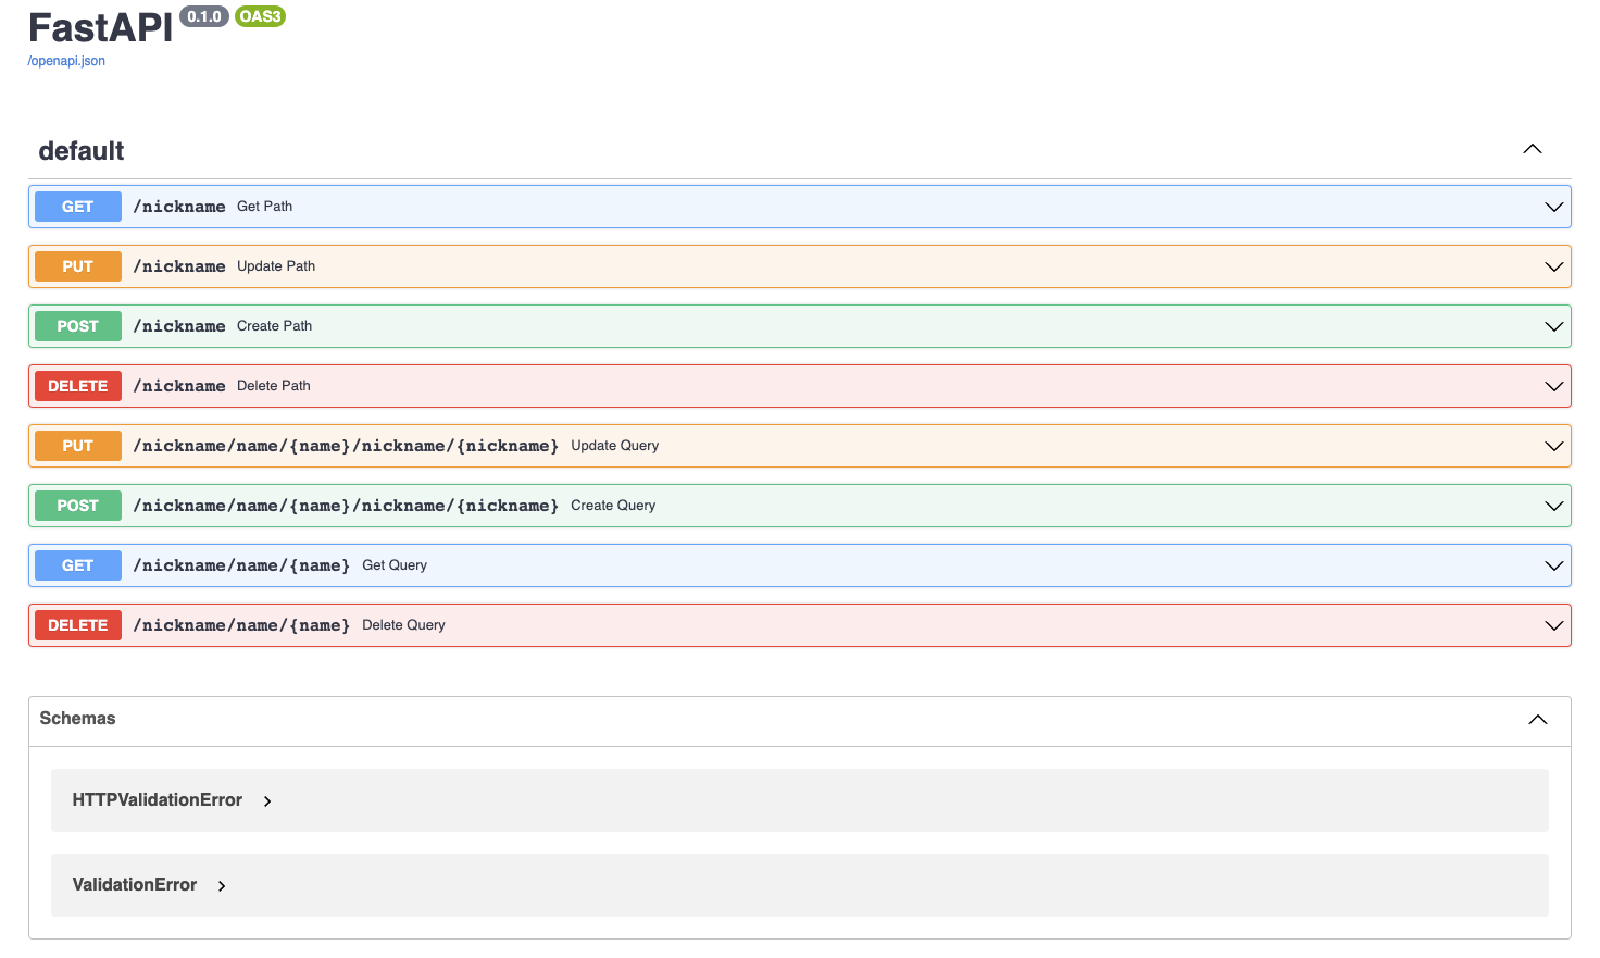 FastAPI 0.1.0 OAS3
/openapi.json
default
GET /nickname Get Path
PUT /nickname Update Path
POST /nickname Create Path
DELETE /nickname Delete Path
PUT /nickname/name/{name}/nickname/{nickname} Update Query
POST /nickname/name/{name}/nickname/{nickname} Create Query
GET /nickname/name/{name} Get Query
DELETE /nickname/name/{name} Delete Query
Schemas
HTTPValidationError
ValidationError